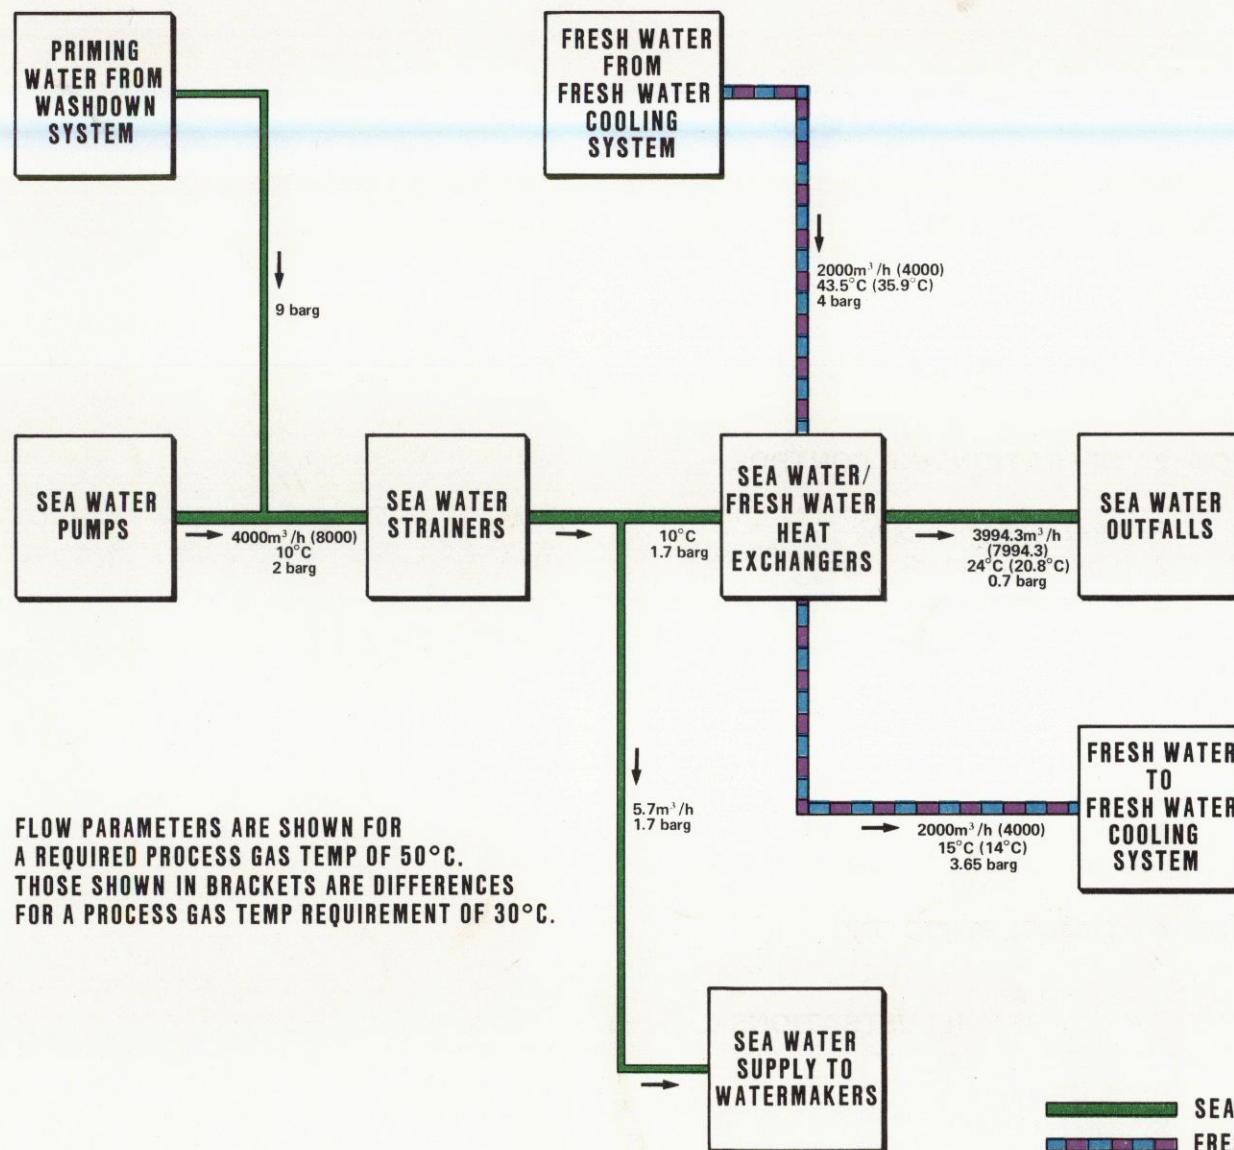 PRIMING
WATER FROM
WASHDOWN
SYSTEM
FRESH WATER
FROM
FRESH WATER
COOLING
SYSTEM
9 barg
2000m³/h (4000)
43.5°C (35.9°C)
4 barg
SEA WATER
PUMPS
4000m³/h (8000)
10°C
2 barg
SEA WATER
STRAINERS
10°C
1.7 barg
SEA WATER/
FRESH WATER
HEAT
EXCHANGERS
3994.3m³/h
(7994.3)
24°C (20.8°C)
0.7 barg
SEA WATER
OUTFALLS
5.7m³/h
1.7 barg
2000m³/h (4000)
15°C (14°C)
3.65 barg
FRESH WATER
TO
FRESH WATER
COOLING
SYSTEM
FLOW PARAMETERS ARE SHOWN FOR
A REQUIRED PROCESS GAS TEMP OF 50°C.
THOSE SHOWN IN BRACKETS ARE DIFFERENCES
FOR A PROCESS GAS TEMP REQUIREMENT OF 30°C.
SEA WATER
SUPPLY TO
WATERMAKERS
SEA